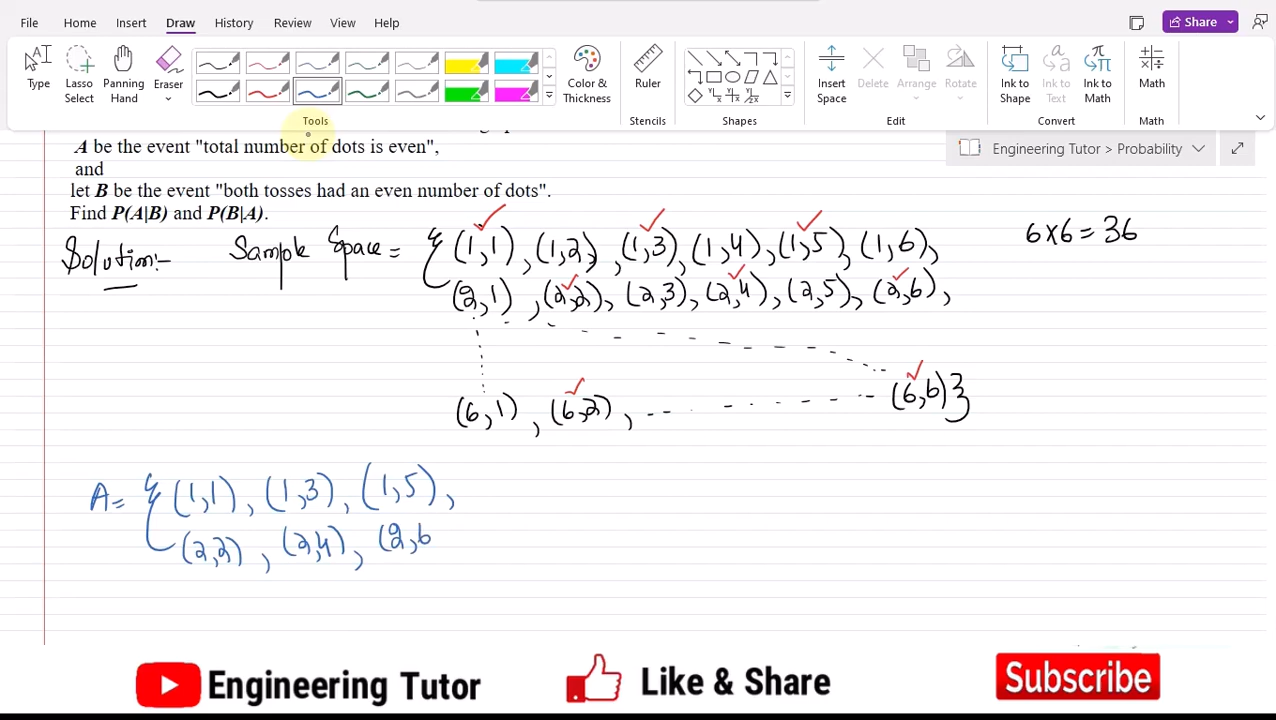 File Home Insert Draw History Review View Help Share
Type Lasso Select Panning Hand Eraser Color & Thickness Ruler Insert Space Delete Arrange Rotate Ink to Shape Ink to Text Ink to Math Math
Tools Stencils Shapes Edit Convert Math
A be the event "total number of dots is even",
Engineering Tutor > Probability
and
let B be the event "both tosses had an even number of dots".
Find P(A|B) and P(B|A).
Solution:- Sample Space = { (1,1), (1,2), (1,3), (1,4), (1,5), (1,6), 6×6 = 36
(2,1), (2,2), (2,3), (2,4), (2,5), (2,6),
(6,1), (6,2), (6,6) }
A = { (1,1), (1,3), (1,5),
(2,2), (2,4), (2,6
Engineering Tutor Like & Share Subscribe